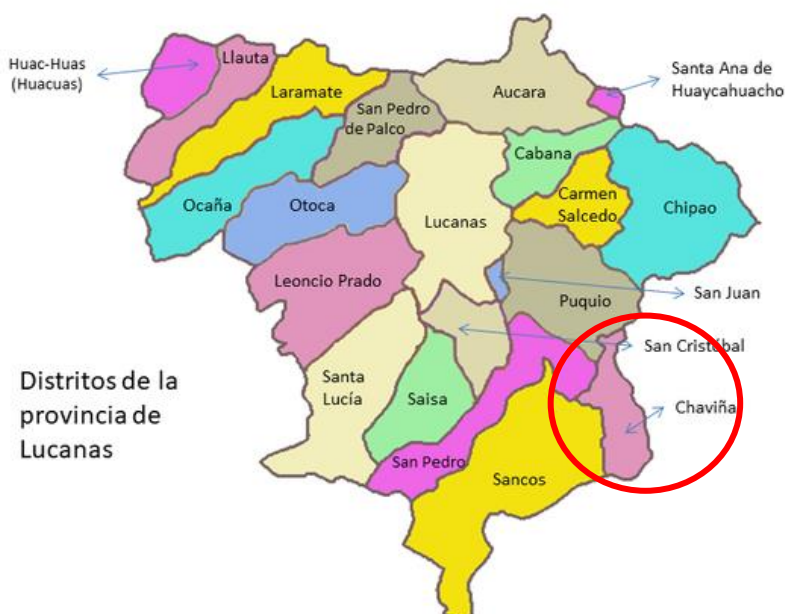 Huac-Huas
(Huacuas)
Llauta
Laramate
San Pedro
de Palco
Aucara
Santa Ana de
Huaycahuacho
Cabana
Carmen
Salcedo
Chipao
Ocaña
Otoca
Lucanas
Leoncio Prado
Puquio
San Juan
San Cristóbal
Santa
Lucía
Saisa
Chaviña
San Pedro
Sancos
Distritos de la
provincia de
Lucanas